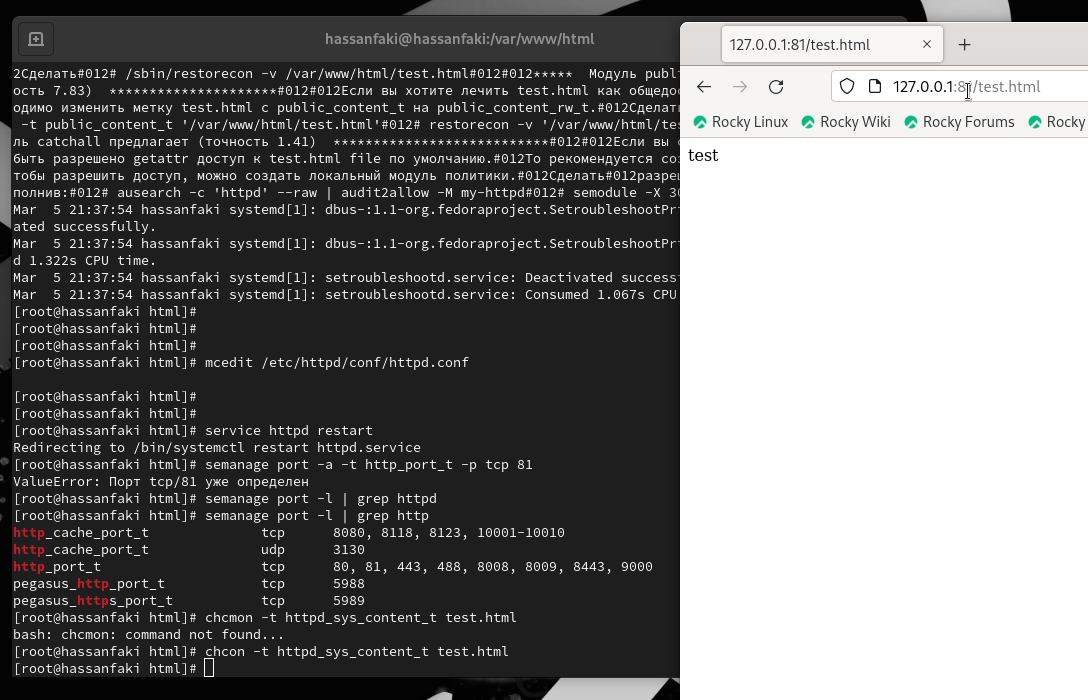 hassanfaki@hassanfaki:/var/www/html
2Сделать#012# /sbin/restorecon -v /var/www/html/test.html#012#012***** Модуль publ
ость 7.83) *********************#012#012Если вы хотите лечить test.html как общедос
одимо изменить метку test.html с public_content_t на public_content_rw_t.#012Сделать
-t public_content_t '/var/www/html/test.html'#012# restorecon -v '/var/www/html/tes
ль catchall предлагает (точность 1.41) **************************#012#012Если вы с
быть разрешено getattr доступ к test.html file по умолчанию.#012То рекомендуется соз
тобы разрешить доступ, можно создать локальный модуль политики.#012Сделать#012разреш
полнив:#012# ausearch -c 'httpd' --raw | audit2allow -M my-httpd#012# semodule -X 30
Mar  5 21:37:54 hassanfaki systemd[1]: dbus-:1.1-org.fedoraproject.SetroubleshootPri
ated successfully.
Mar  5 21:37:54 hassanfaki systemd[1]: dbus-:1.1-org.fedoraproject.SetroubleshootPri
d 1.322s CPU time.
Mar  5 21:37:54 hassanfaki systemd[1]: setroubleshootd.service: Deactivated successf
Mar  5 21:37:54 hassanfaki systemd[1]: setroubleshootd.service: Consumed 1.067s CPU
[root@hassanfaki html]#
[root@hassanfaki html]#
[root@hassanfaki html]#
[root@hassanfaki html]# mcedit /etc/httpd/conf/httpd.conf
[root@hassanfaki html]#
[root@hassanfaki html]#
[root@hassanfaki html]# service httpd restart
Redirecting to /bin/systemctl restart httpd.service
[root@hassanfaki html]# semanage port -a -t http_port_t -p tcp 81
ValueError: Порт tcp/81 уже определен
[root@hassanfaki html]# semanage port -l | grep httpd
[root@hassanfaki html]# semanage port -l | grep http
http_cache_port_t              tcp      8080, 8118, 8123, 10001-10010
http_cache_port_t              udp      3130
http_port_t                    tcp      80, 81, 443, 488, 8008, 8009, 8443, 9000
pegasus_http_port_t            tcp      5988
pegasus_https_port_t           tcp      5989
[root@hassanfaki html]# chcmon -t httpd_sys_content_t test.html
bash: chcmon: command not found...
[root@hassanfaki html]# chcon -t httpd_sys_content_t test.html
[root@hassanfaki html]#
127.0.0.1:81/test.html
127.0.0.1:81/test.html
Rocky Linux Rocky Wiki Rocky Forums Rocky
test